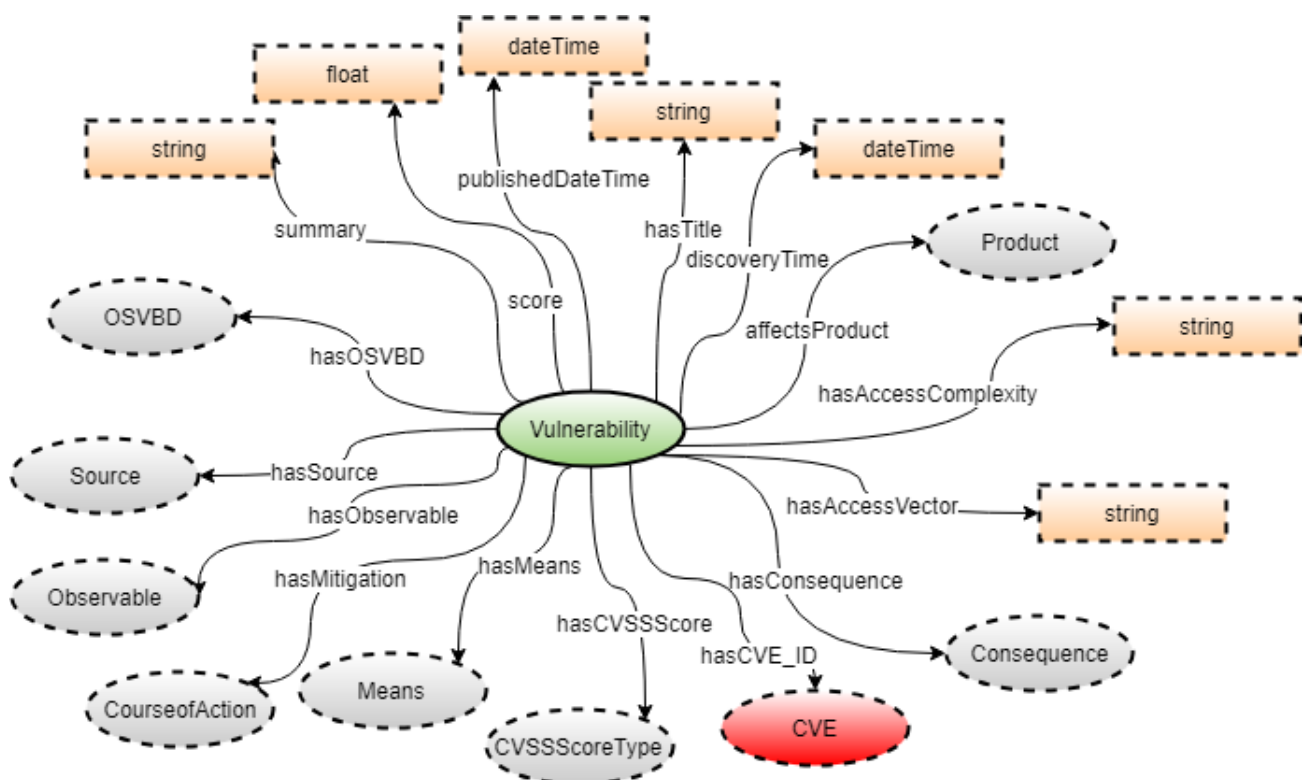 dateTime
float
string
string
dateTime
publishedDateTime
summary
hasTitle
discoveryTime
Product
score
OSVBD
affectsProduct
string
hasOSVBD
hasAccessComplexity
Vulnerability
Source
hasSource
hasObservable
hasAccessVector
string
hasMitigation
hasMeans
hasConsequence
Observable
hasCVSSScore
hasCVE_ID
Consequence
Means
CourseofAction
CVE
CVSSScoreType